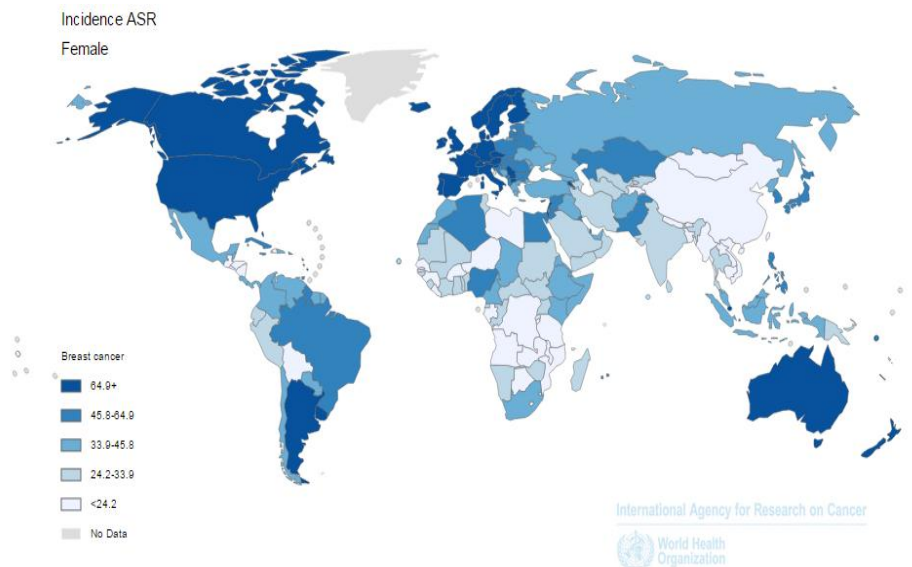 Incidence ASR
Female
Breast cancer
64.9+
45.8-64.9
33.9-45.8
24.2-33.9
<24.2
No Data
International Agency for Research on Cancer
World Health
Organization